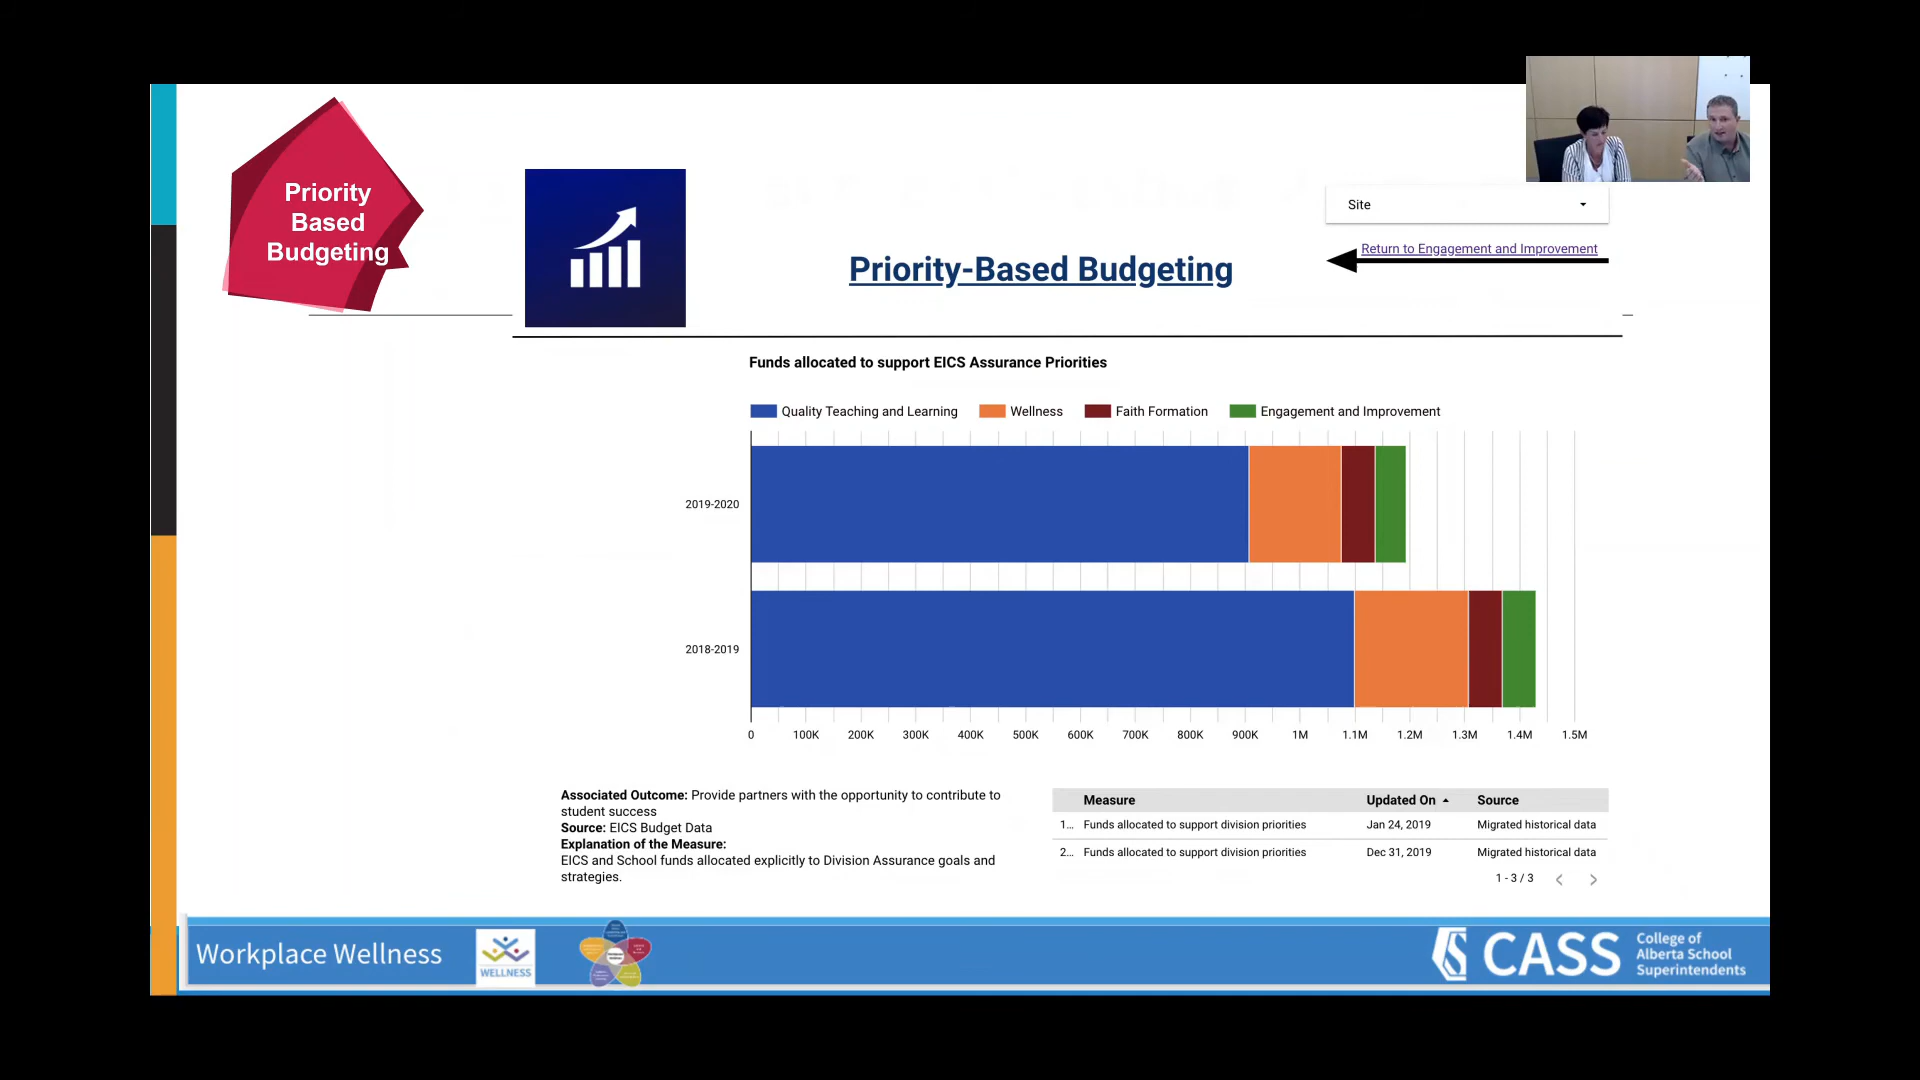 Priority
Based
Budgeting
Site
Return to Engagement and Improvement
Priority-Based Budgeting
Funds allocated to support EICS Assurance Priorities
Quality Teaching and Learning Wellness Faith Formation Engagement and Improvement
2019-2020
2018-2019
0 100K 200K 300K 400K 500K 600K 700K 800K 900K 1M 1.1M 1.2M 1.3M 1.4M 1.5M
Associated Outcome: Provide partners with the opportunity to contribute to
student success
Source: EICS Budget Data
Explanation of the Measure:
EICS and School funds allocated explicitly to Division Assurance goals and
strategies.
Measure Updated On Source
1... Funds allocated to support division priorities Jan 24, 2019 Migrated historical data
2... Funds allocated to support division priorities Dec 31, 2019 Migrated historical data
1 - 3 / 3
Workplace Wellness
WELLNESS
CASS
College of
Alberta School
Superintendents